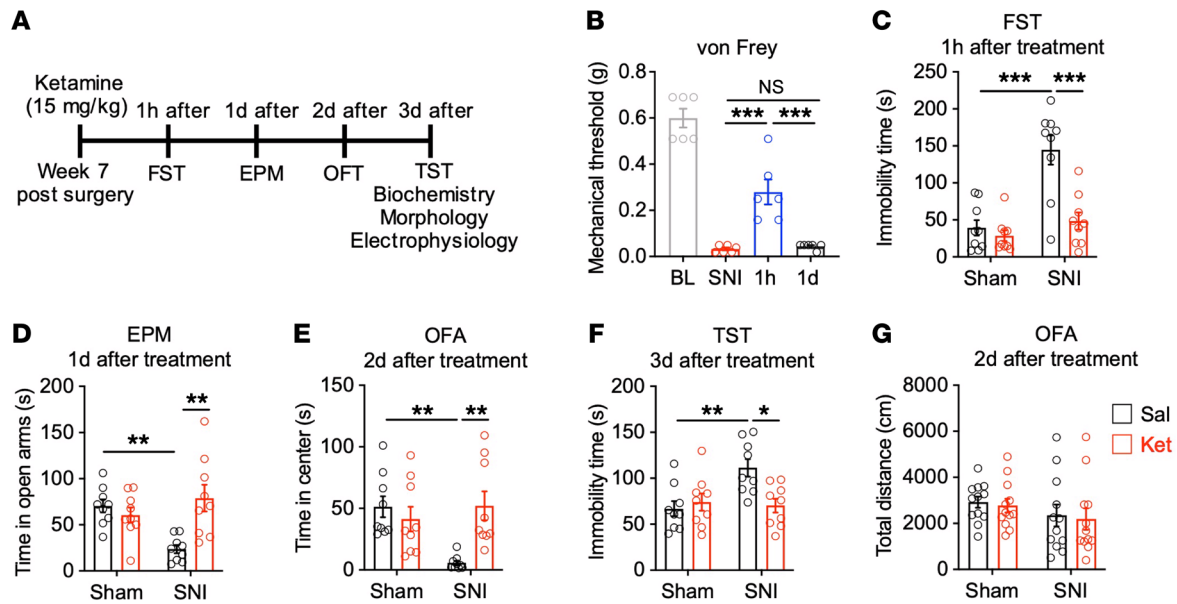 A
Ketamine
(15 mg/kg)
1h after
1d after
2d after
3d after
Week 7
post surgery
FST
EPM
OFT
TST
Biochemistry
Morphology
Electrophysiology
B
von Frey
Mechanical threshold (g)
0.8
0.6
0.4
0.2
0.0
NS
*** ***
BL SNI 1h 1d
C
FST
1h after treatment
Immobility time (s)
250
200
150
100
50
0
*** ***
Sham SNI
D
EPM
1d after treatment
Time in open arms (s)
200
150
100
50
0
**
**
Sham SNI
E
OFA
2d after treatment
Time in center (s)
150
100
50
0
** **
Sham SNI
F
TST
3d after treatment
Immobility time (s)
200
150
100
50
0
** *
Sham SNI
G
OFA
2d after treatment
Total distance (cm)
8000
6000
4000
2000
0
Sham SNI
Sal
Ket